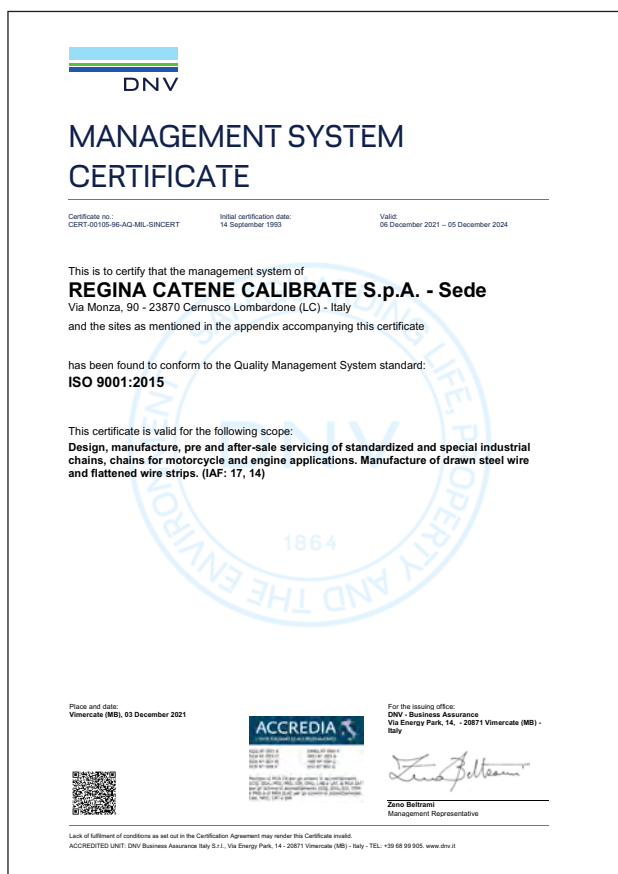 DNV
MANAGEMENT SYSTEM
CERTIFICATE
Certificate no.:
CERT-00105-96-AQ-MIL-SINCERT
Initial certification date:
14 September 1993
Valid:
06 December 2021 – 05 December 2024
This is to certify that the management system of
REGINA CATENE CALIBRATE S.p.A. - Sede
Via Monza, 90 - 23870 Cernusco Lombardone (LC) - Italy
and the sites as mentioned in the appendix accompanying this certificate
has been found to conform to the Quality Management System standard:
ISO 9001:2015
This certificate is valid for the following scope:
Design, manufacture, pre and after-sale servicing of standardized and special industrial
chains, chains for motorcycle and engine applications. Manufacture of drawn steel wire
and flattened wire strips. (IAF: 17, 14)
DNV
1864
Place and date:
Vimercate (MB), 03 December 2021
ACCREDIA
For the issuing office:
DNV - Business Assurance
Via Energy Park, 14, - 20871 Vimercate (MB) -
Italy
Zeno Beltrami
Zeno Beltrami
Management Representative
Lack of fulfilment of conditions as set out in the Certification Agreement may render this Certificate invalid.
ACCREDITED UNIT: DNV Business Assurance Italy S.r.l., Via Energy Park, 14 - 20871 Vimercate (MB) - Italy - TEL: +39 68 99 905. www.dnv.it